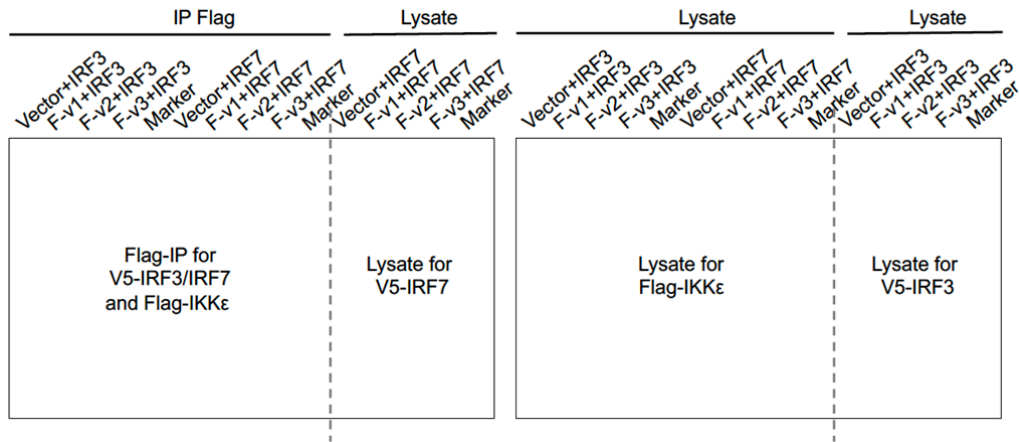 IP Flag
Lysate
Lysate
Lysate
Vector+IRF3
F-v1+IRF3
F-v2+IRF3
F-v3+IRF3
Marker
Vector+IRF7
F-v1+IRF7
F-v2+IRF7
F-v3+IRF7
Marker
Vector+IRF7
F-v1+IRF7
F-v2+IRF7
F-v3+IRF7
Marker
Vector+IRF3
F-v1+IRF3
F-v2+IRF3
F-v3+IRF3
Marker
Vector+IRF7
F-v1+IRF7
F-v2+IRF7
F-v3+IRF7
Marker
Vector+IRF3
F-v1+IRF3
F-v2+IRF3
F-v3+IRF3
Marker
Flag-IP for
V5-IRF3/IRF7
and Flag-IKKε
Lysate for
V5-IRF7
Lysate for
Flag-IKKε
Lysate for
V5-IRF3